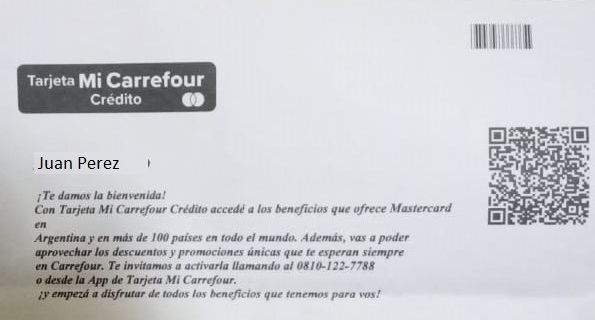 Tarjeta Mi Carrefour
Crédito
Juan Perez
¡Te damos la bienvenida!
Con Tarjeta Mi Carrefour Crédito accedé a los beneficios que ofrece Mastercard
en
Argentina y en más de 100 países en todo el mundo. Además, vas a poder
aprovechar los descuentos y promociones únicas que te esperan siempre
en Carrefour. Te invitamos a activarla llamando al 0810-122-7788
o desde la App de Tarjeta Mi Carrefour.
¡y empezá a disfrutar de todos los beneficios que tenemos para vos!